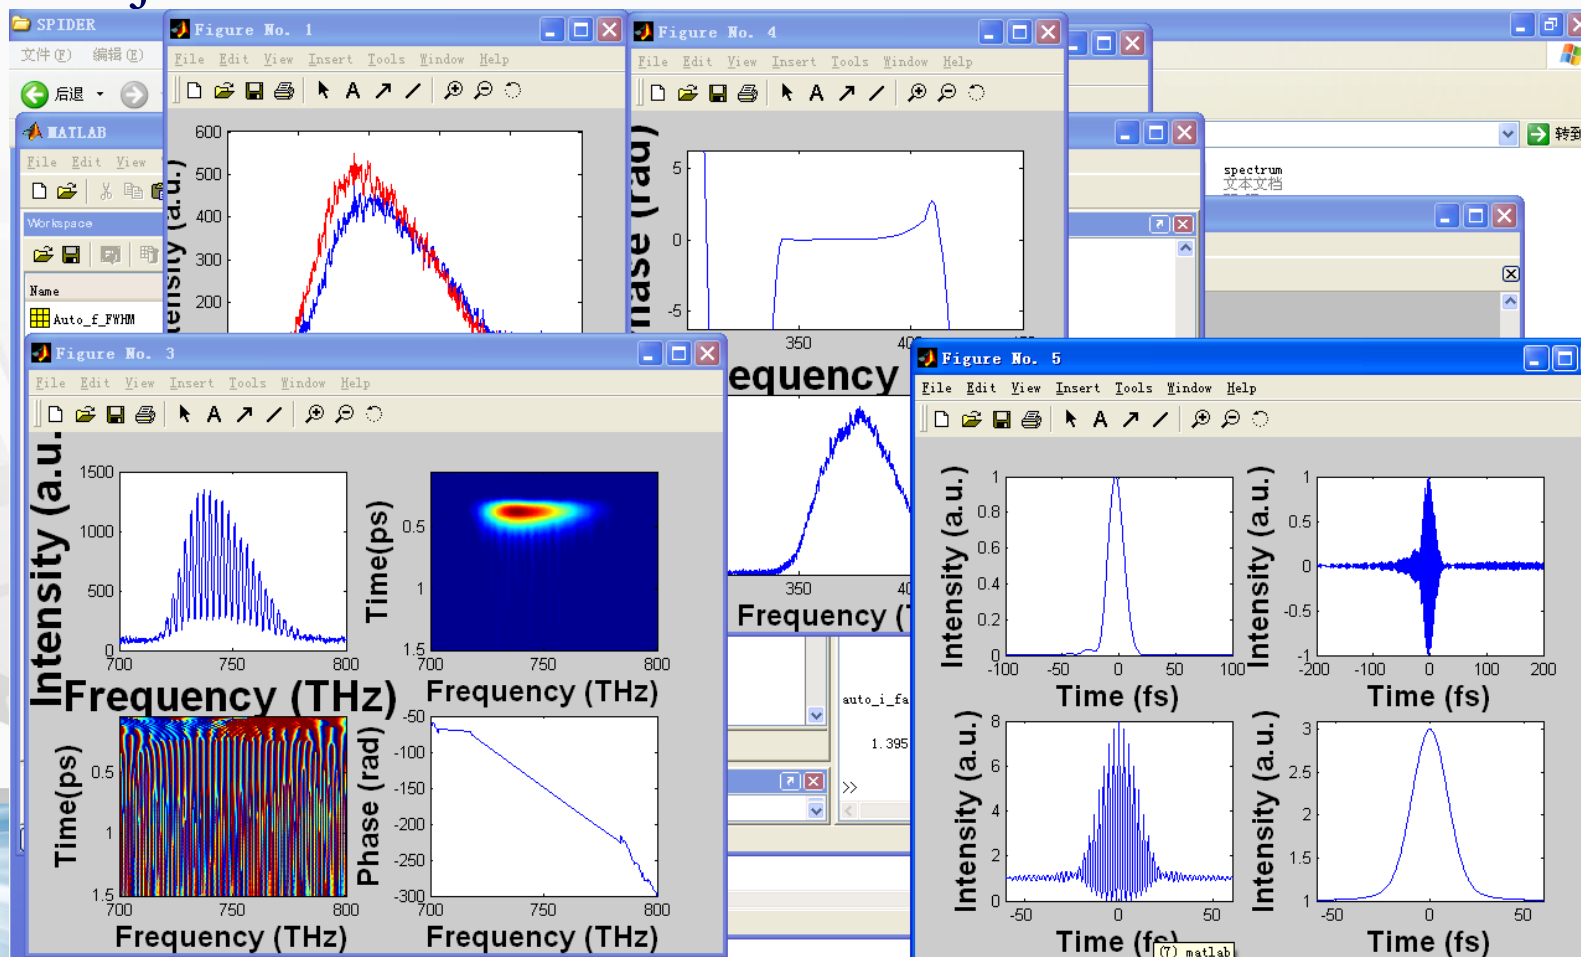 SPIDER
文件(F) 编辑(E)
后退
转到
spectrum
文本文档
MATLAB
File Edit View
Workspace
Name
Auto_f_FWHM
Figure No. 1
File Edit View Insert Tools Window Help
600
500
400
300
200
Figure No. 4
File Edit View Insert Tools Window Help
5
0
-5
350
350
Frequency
auto_i_fa
1.395
>>
Figure No. 3
File Edit View Insert Tools Window Help
Intensity (a.u.
1500
1000
500
0
700 750 800
Frequency (THz)
Time(ps)
0.5
1
1.5
700 750 800
Frequency (THz)
Time(ps)
0.5
1
1.5
700 750 800
Frequency (THz)
Phase (rad)
-50
-100
-150
-200
-250
-300
700 750 800
Frequency (THz)
Figure No. 5
File Edit View Insert Tools Window Help
Intensity (a.u.)
1
0.8
0.6
0.4
0.2
0
-100 -50 0 50 100
Time (fs)
Intensity (a.u.)
1
0.5
0
-0.5
-1
-200 -100 0 100 200
Time (fs)
Intensity (a.u.)
8
6
4
2
0
-50 0 50
Time (fs)
Intensity (a.u.)
3
2.5
2
1.5
1
-50 0 50
Time (fs)
(7) matlab